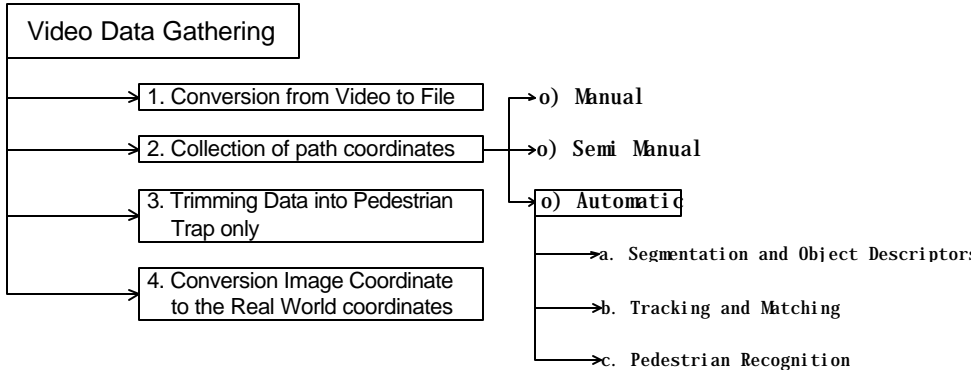 Video Data Gathering
1. Conversion from Video to File
2. Collection of path coordinates
3. Trimming Data into Pedestrian
Trap only
4. Conversion Image Coordinate
to the Real World coordinates
o) Manual
o) Semi Manual
o) Automatic
a. Segmentation and Object Descriptors
b. Tracking and Matching
c. Pedestrian Recognition